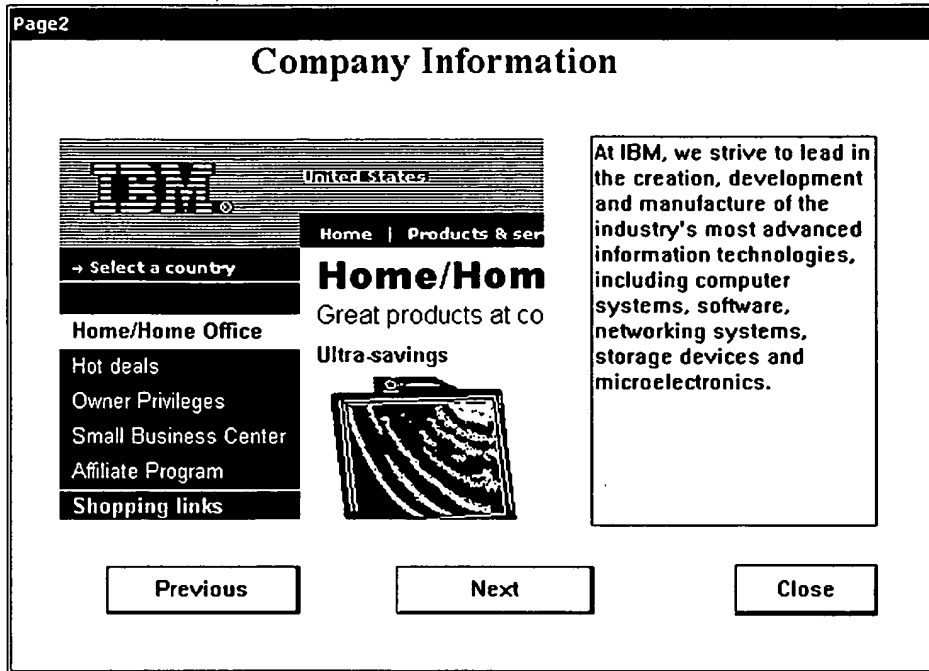 Page2
Company Information
IBM®
United States
Home | Products & ser
→ Select a country
Home/Hom
Great products at co
Home/Home Office
Ultra-savings
Hot deals
Owner Privileges
Small Business Center
Affiliate Program
Shopping links
At IBM, we strive to lead in
the creation, development
and manufacture of the
industry's most advanced
information technologies,
including computer
systems, software,
networking systems,
storage devices and
microelectronics.
Previous
Next
Close